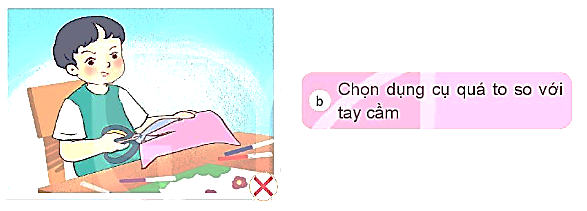 b Chọn dụng cụ quá to so với
tay cầm